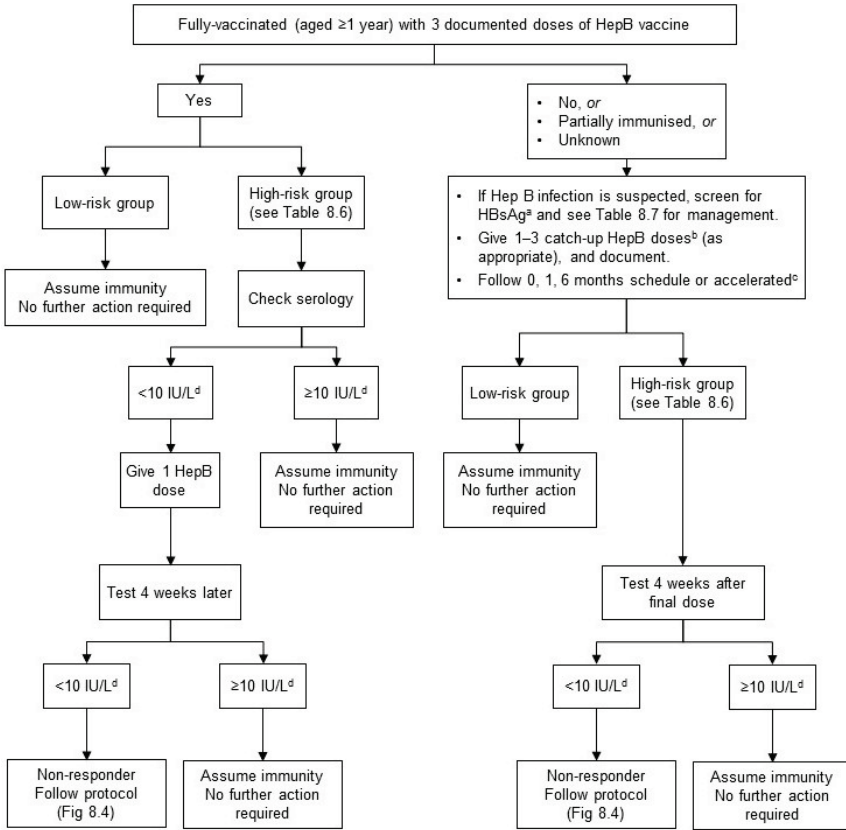 Fully-vaccinated (aged ≥1 year) with 3 documented doses of HepB vaccine
Yes
• No, or
• Partially immunised, or
• Unknown
Low-risk group
High-risk group
(see Table 8.6)
• If Hep B infection is suspected, screen for
HBsAgᵃ and see Table 8.7 for management.
• Give 1–3 catch-up HepB dosesᵇ (as
appropriate), and document.
• Follow 0, 1, 6 months schedule or acceleratedᶜ
Assume immunity
No further action required
Check serology
<10 IU/Lᵈ
≥10 IU/Lᵈ
Low-risk group
High-risk group
(see Table 8.6)
Give 1 HepB
dose
Assume immunity
No further action
required
Assume immunity
No further action
required
Test 4 weeks later
Test 4 weeks after
final dose
<10 IU/Lᵈ
≥10 IU/Lᵈ
<10 IU/Lᵈ
≥10 IU/Lᵈ
Non-responder
Follow protocol
(Fig 8.4)
Assume immunity
No further action
required
Non-responder
Follow protocol
(Fig 8.4)
Assume immunity
No further action
required